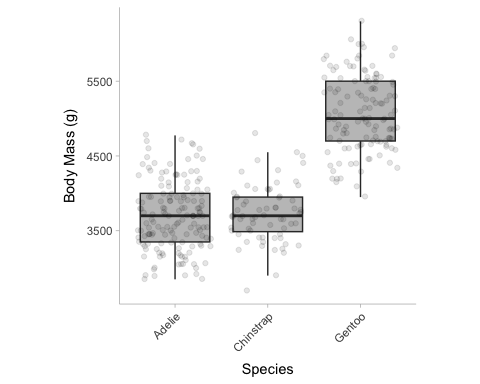 Body Mass (g)
5500
4500
3500
Adelie
Chinstrap
Gentoo
Species